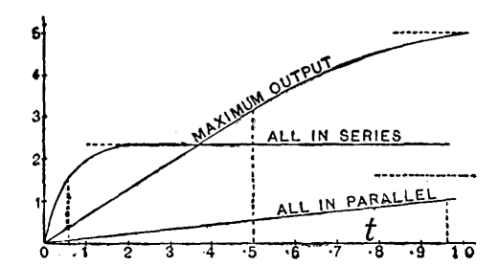 5
4
MAXIMUM OUTPUT
3
ALL IN SERIES
2
ALL IN PARALLEL
1
t
0 .1 .2 .3 .4 .5 .6 .7 .8 .9 1.0